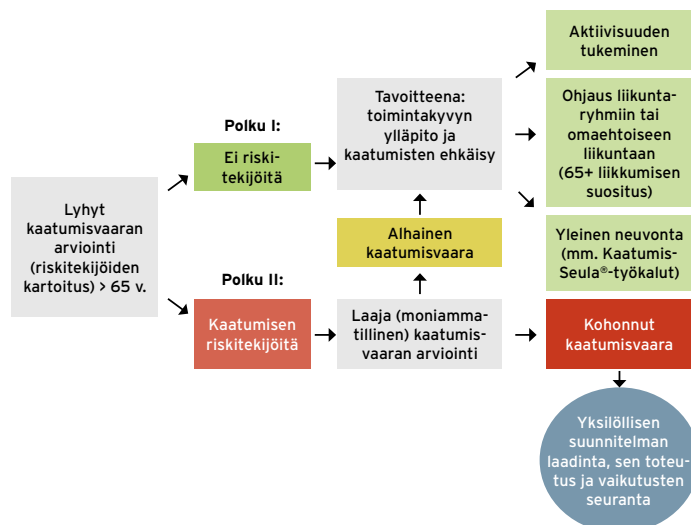 Lyhyt
kaatumisvaaran
arviointi
(riskitekijöiden
kartoitus) > 65 v.
Polku I:
Ei riski-
tekijöitä
Polku II:
Kaatumisen
riskitekijöitä
Tavoitteena:
toimintakyvyn
ylläpito ja
kaatumisten ehkäisy
Alhainen
kaatumisvaara
Laaja (moniamma-
tillinen) kaatumis-
vaaran arviointi
Aktiivisuuden
tukeminen
Ohjaus liikunta-
ryhmiin tai
omaehtoiseen
liikuntaan
(65+ liikkumisen
suositus)
Yleinen neuvonta
(mm. Kaatumis-
Seula®-työkalut)
Kohonnut
kaatumisvaara
Yksilöllisen
suunnitelman
laadinta, sen toteu-
tus ja vaikutusten
seuranta